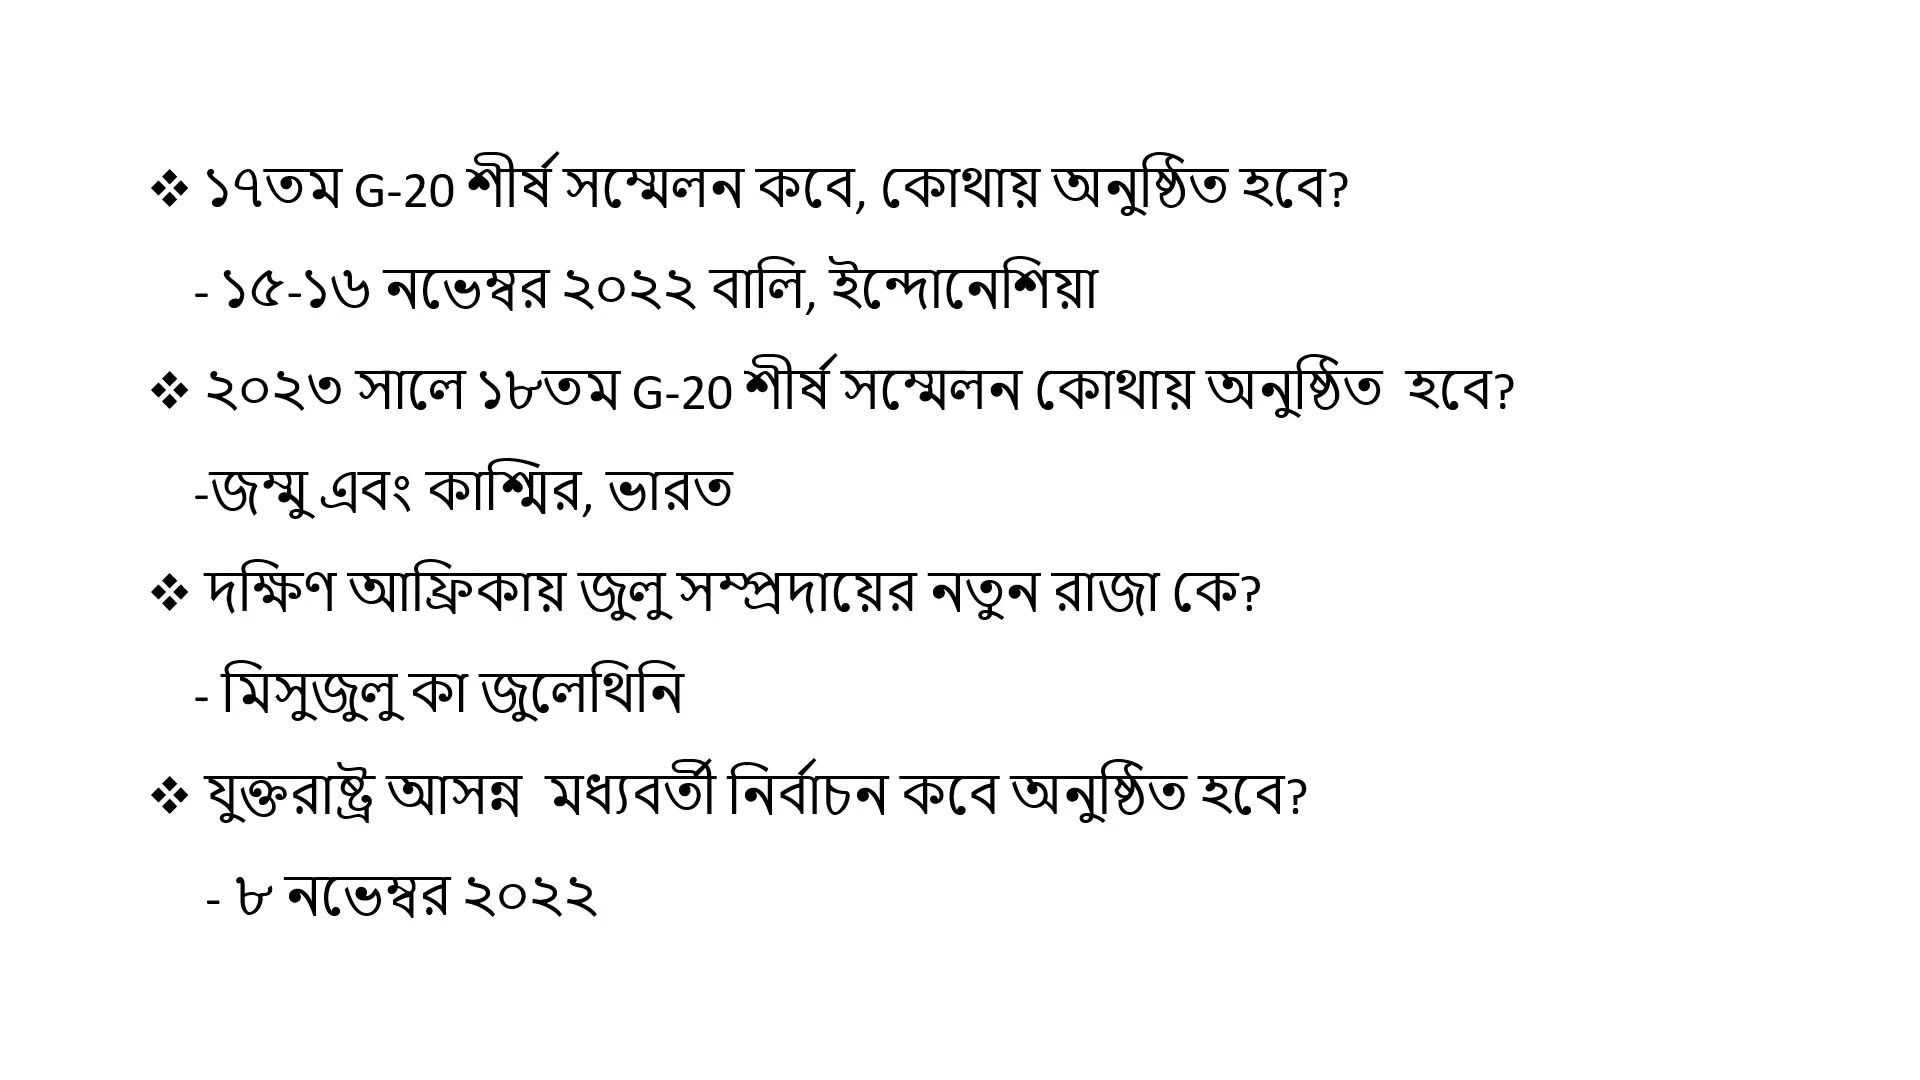 ❖ ১৭তম G-20 শীর্ষ সম্মেলন কবে, কোথায় অনুষ্ঠিত হবে?
- ১৫-১৬ নভেম্বর ২০২২ বালি, ইন্দোনেশিয়া
❖ ২০২৩ সালে ১৮তম G-20 শীর্ষ সম্মেলন কোথায় অনুষ্ঠিত হবে?
-জম্মু এবং কাশ্মির, ভারত
❖ দক্ষিণ আফ্রিকায় জুলু সম্প্রদায়ের নতুন রাজা কে?
- মিসুজুলু কা জুলেথিনি
❖ যুক্তরাষ্ট্র আসন্ন মধ্যবর্তী নির্বাচন কবে অনুষ্ঠিত হবে?
- ৮ নভেম্বর ২০২২